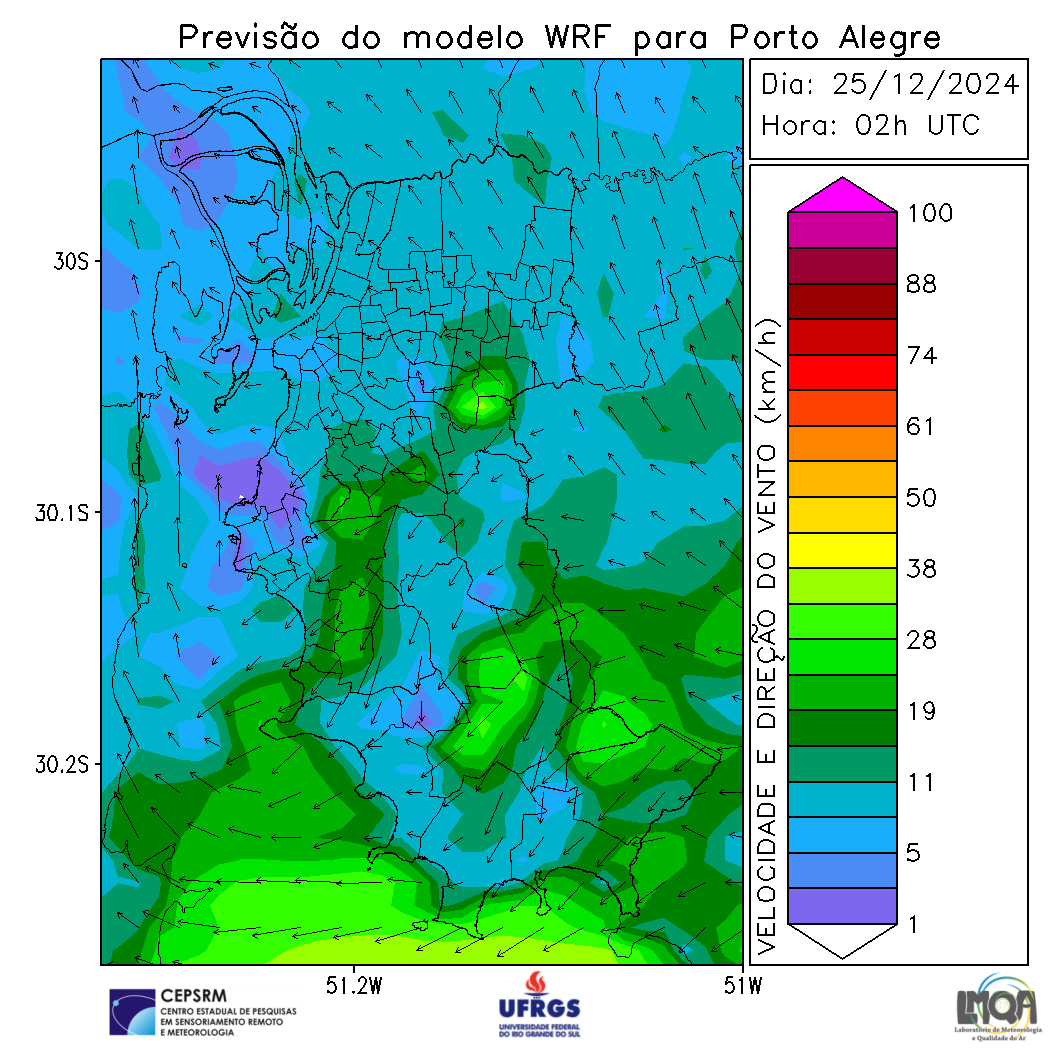 Previsão do modelo WRF para Porto Alegre
Dia: 25/12/2024
Hora: 02h UTC
30S
30.1S
30.2S
51.2W
51W
VELOCIDADE E DIREÇÃO DO VENTO (km/h)
100
88
74
61
50
38
28
19
11
5
1
CEPSRM
CENTRO ESTADUAL DE PESQUISAS
EM SENSORIAMENTO REMOTO
E METEOROLOGIA
UFRGS
UNIVERSIDADE FEDERAL
DO RIO GRANDE DO SUL
LMQA
Laboratório de Meteorologia
e Qualidade do Ar